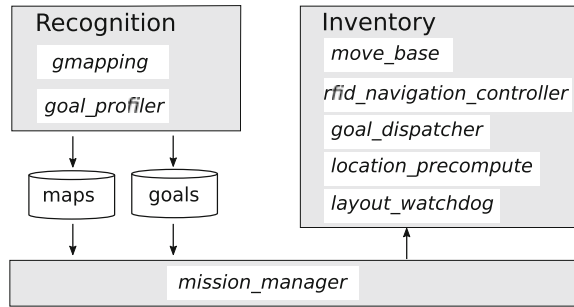 Recognition
gmapping
goal_profiler
maps
goals
Inventory
move_base
rfid_navigation_controller
goal_dispatcher
location_precompute
layout_watchdog
mission_manager